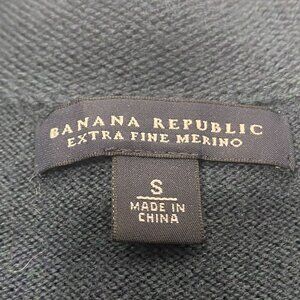 BANANA REPUBLIC
EXTRA FINE MERINO
S
MADE IN
CHINA